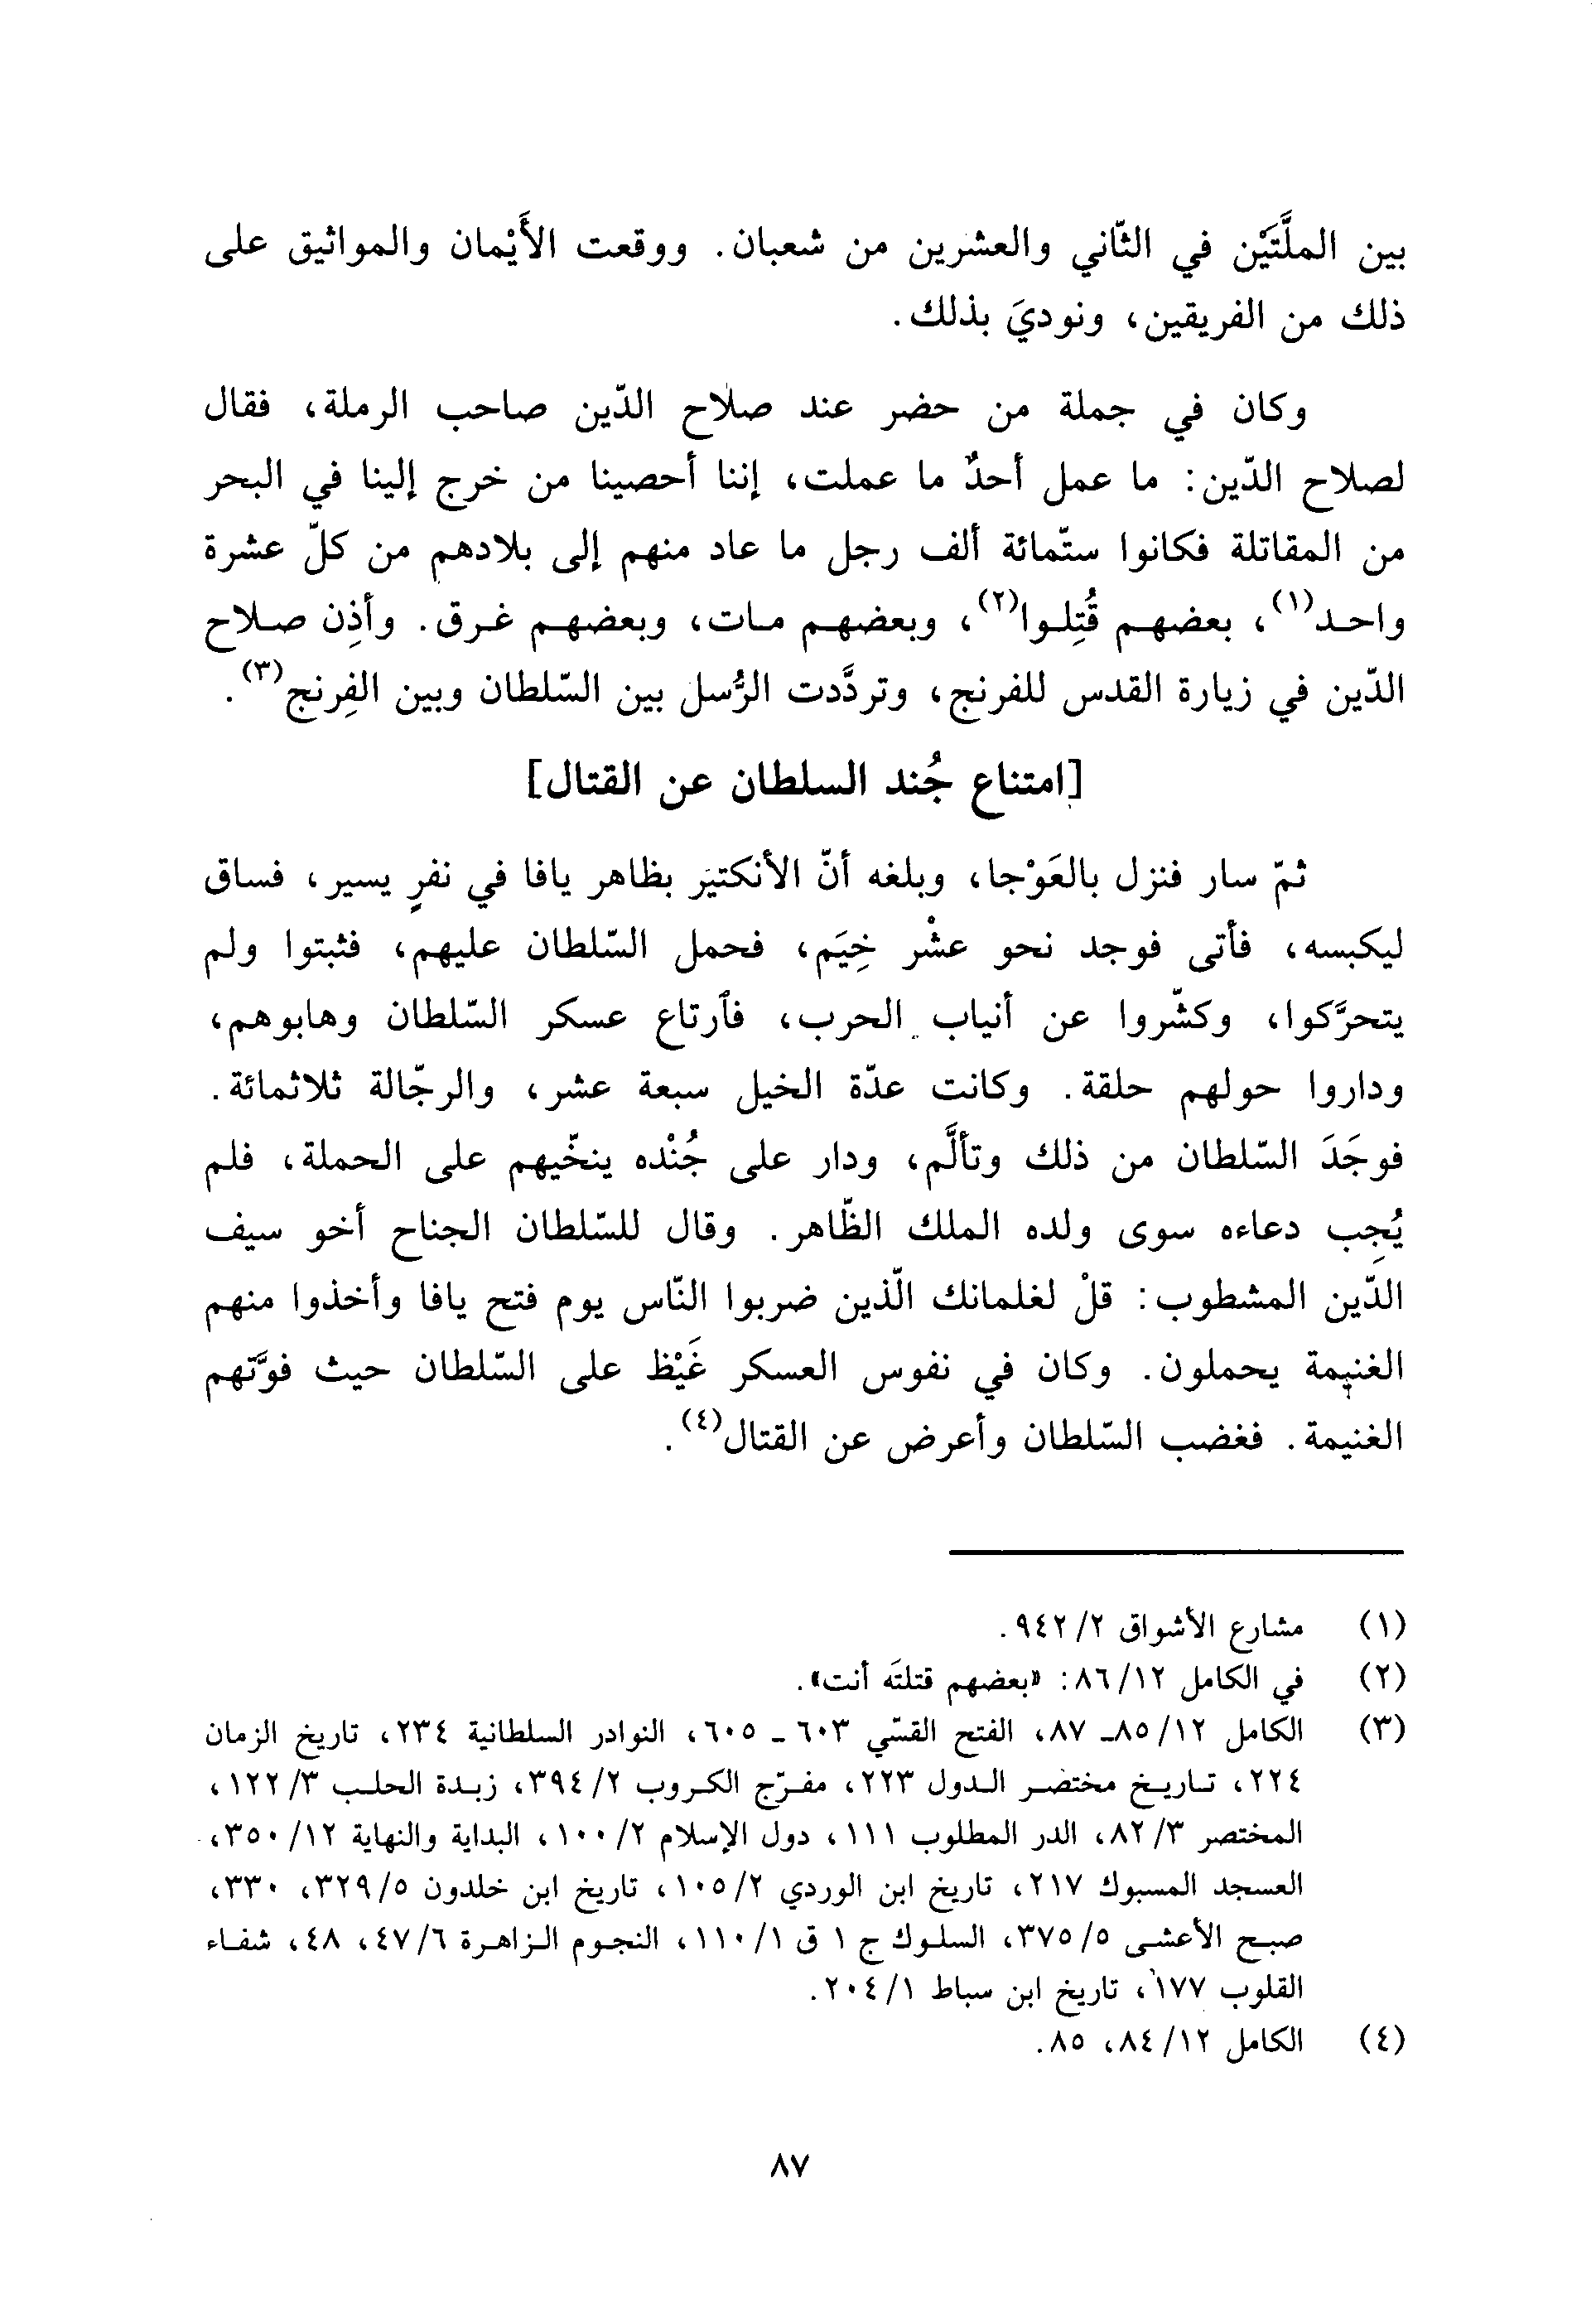 بين الملَّتَيْن في الثّاني والعشرين من شعبان. ووقعت الأَيْمان والمواثيق على
ذلك من الفريقين، ونوديَ بذلك.
وكان في جملة من حضر عند صلاح الدّين صاحب الرملة، فقال
لصلاح الدّين: ما عمل أحدٌ ما عملت، إننا أحصينا من خرج إلينا في البحر
من المقاتلة فكانوا ستّمائة ألف رجل ما عاد منهم إلى بلادهم من كلّ عشرة
واحد(١)، بعضهم قُتِلوا(٢)، وبعضهم مات، وبعضهم غرق. وأذِن صلاح
الدّين في زيارة القدس للفرنج، وتردَّدت الرُّسل بين السّلطان وبين الفِرنج(٣).
[امتناع جُند السلطان عن القتال]
ثمّ سار فنزل بالعَوْجا، وبلغه أنّ الأنكتيَر بظاهر يافا في نفرٍ يسير، فساق
ليكبسه، فأتى فوجد نحو عشْر خِيَم، فحمل السّلطان عليهم، فثبتوا ولم
يتحرَّكوا، وكشّروا عن أنياب الحرب، فآرتاع عسكر السّلطان وهابوهم،
وداروا حولهم حلقة. وكانت عدّة الخيل سبعة عشر، والرجّالة ثلاثمائة.
فوجَدَ السّلطان من ذلك وتألَّم، ودار على جُنْده ينخّيهم على الحملة، فلم
يُجِب دعاءه سوى ولده الملك الظّاهر. وقال للسّلطان الجناح أخو سيف
الدّين المشطوب: قلْ لغلمانك الّذين ضربوا النّاس يوم فتح يافا وأخذوا منهم
الغنيمة يحملون. وكان في نفوس العسكر غَيْظ على السّلطان حيث فوَّتهم
الغنيمة. فغضب السّلطان وأعرض عن القتال(٤).
(١) مشارع الأشواق ٢/ ٩٤٢.
(٢) في الكامل ١٢/ ٨٦: «بعضهم قتلتَه أنت».
(٣) الكامل ١٢/ ٨٥ـ ٨٧، الفتح القسّي ٦٠٣ ـ ٦٠٥، النوادر السلطانية ٢٣٤، تاريخ الزمان
٢٢٤، تاريخ مختصر الدول ٢٢٣، مفرّج الكروب ٢/ ٣٩٤، زبدة الحلب ٣/ ١٢٢،
المختصر ٣/ ٨٢، الدر المطلوب ١١١، دول الإسلام ٢/ ١٠٠، البداية والنهاية ١٢/ ٣٥٠،
العسجد المسبوك ٢١٧، تاريخ ابن الوردي ٢/ ١٠٥، تاريخ ابن خلدون ٥/ ٣٢٩، ٣٣٠،
صبح الأعشى ٥/ ٣٧٥، السلوك ج ١ ق ١/ ١١٠، النجوم الزاهرة ٦/ ٤٧، ٤٨، شفاء
القلوب ١٧٧، تاريخ ابن سباط ١/ ٢٠٤.
(٤) الكامل ١٢/ ٨٤، ٨٥.
٨٧